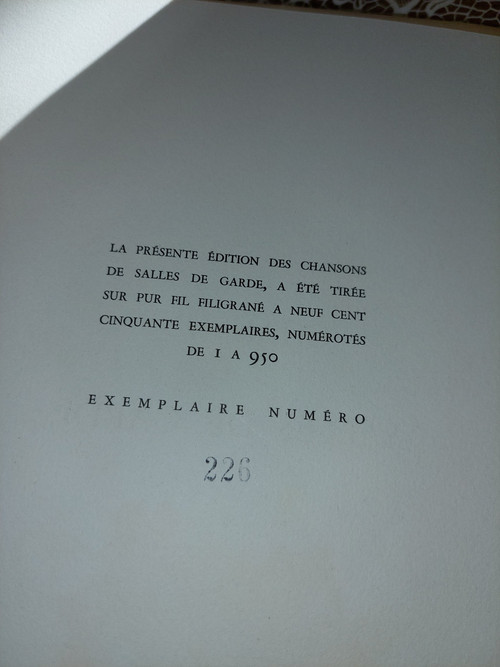 LA PRÉSENTE ÉDITION DES CHANSONS
DE SALLES DE GARDE, A ÉTÉ TIRÉE
SUR PUR FIL FILIGRANÉ A NEUF CENT
CINQUANTE EXEMPLAIRES, NUMÉROTÉS
DE 1 A 950
EXEMPLAIRE NUMÉRO
226